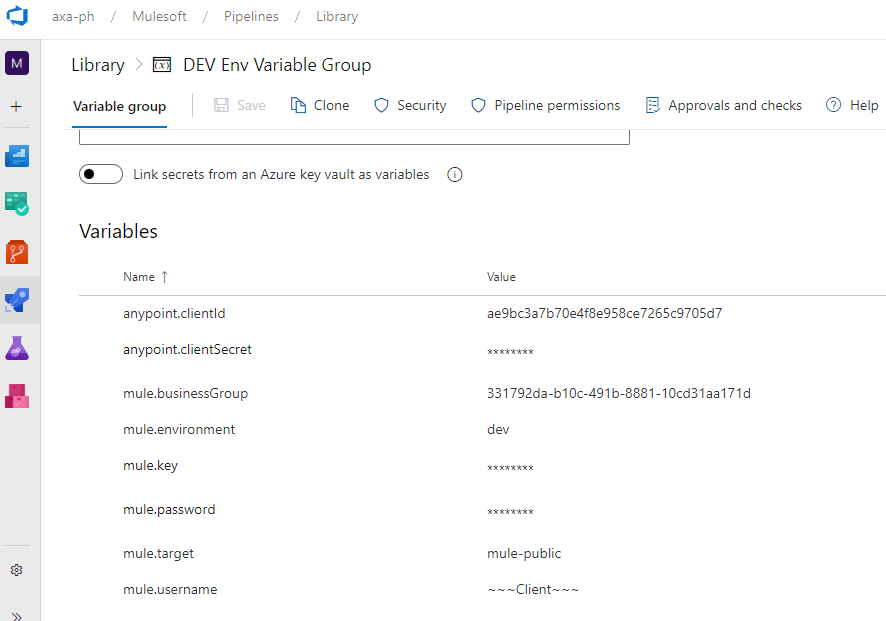 axa-ph / Mulesoft / Pipelines / Library
M
Library > DEV Env Variable Group
Variable group Save Clone Security Pipeline permissions Approvals and checks Help
Link secrets from an Azure key vault as variables
Variables
Name ↑ Value
anypoint.clientId ae9bc3a7b70e4f8e958ce7265c9705d7
anypoint.clientSecret ********
mule.businessGroup 331792da-b10c-491b-8881-10cd31aa171d
mule.environment dev
mule.key ********
mule.password ********
mule.target mule-public
mule.username ~~~Client~~~